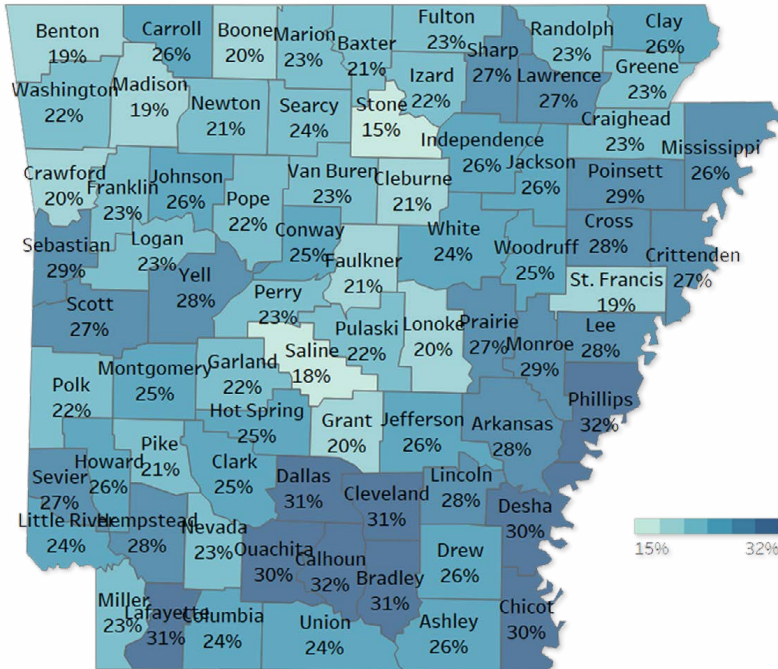 Benton
19%
Carroll
26%
Boone
20%
Marion
23%
Baxter
21%
Fulton
23%
Sharp
27%
Randolph
23%
Clay
26%
Washington
22%
Madison
19%
Newton
21%
Searcy
24%
Stone
15%
Izard
22%
Lawrence
27%
Greene
23%
Independence
26%
Jackson
26%
Craighead
23%
Mississippi
26%
Crawford
20%
Franklin
23%
Johnson
26%
Pope
22%
Van Buren
23%
Cleburne
21%
Poinsett
29%
Sebastian
29%
Logan
23%
Yell
28%
Conway
25%
Faulkner
21%
White
24%
Woodruff
25%
Cross
28%
Crittenden
27%
St. Francis
19%
Scott
27%
Perry
23%
Saline
18%
Pulaski
22%
Lonoke
20%
Prairie
27%
Monroe
29%
Lee
28%
Polk
22%
Montgomery
25%
Garland
22%
Hot Spring
25%
Grant
20%
Jefferson
26%
Arkansas
28%
Phillips
32%
Sevier
27%
Howard
26%
Pike
21%
Clark
25%
Dallas
31%
Cleveland
31%
Lincoln
28%
Desha
30%
Little River
24%
Hempstead
28%
Nevada
23%
Ouachita
30%
Calhoun
32%
Bradley
31%
Drew
26%
Miller
23%
Lafayette
31%
Columbia
24%
Union
24%
Ashley
26%
Chicot
30%
15%
32%